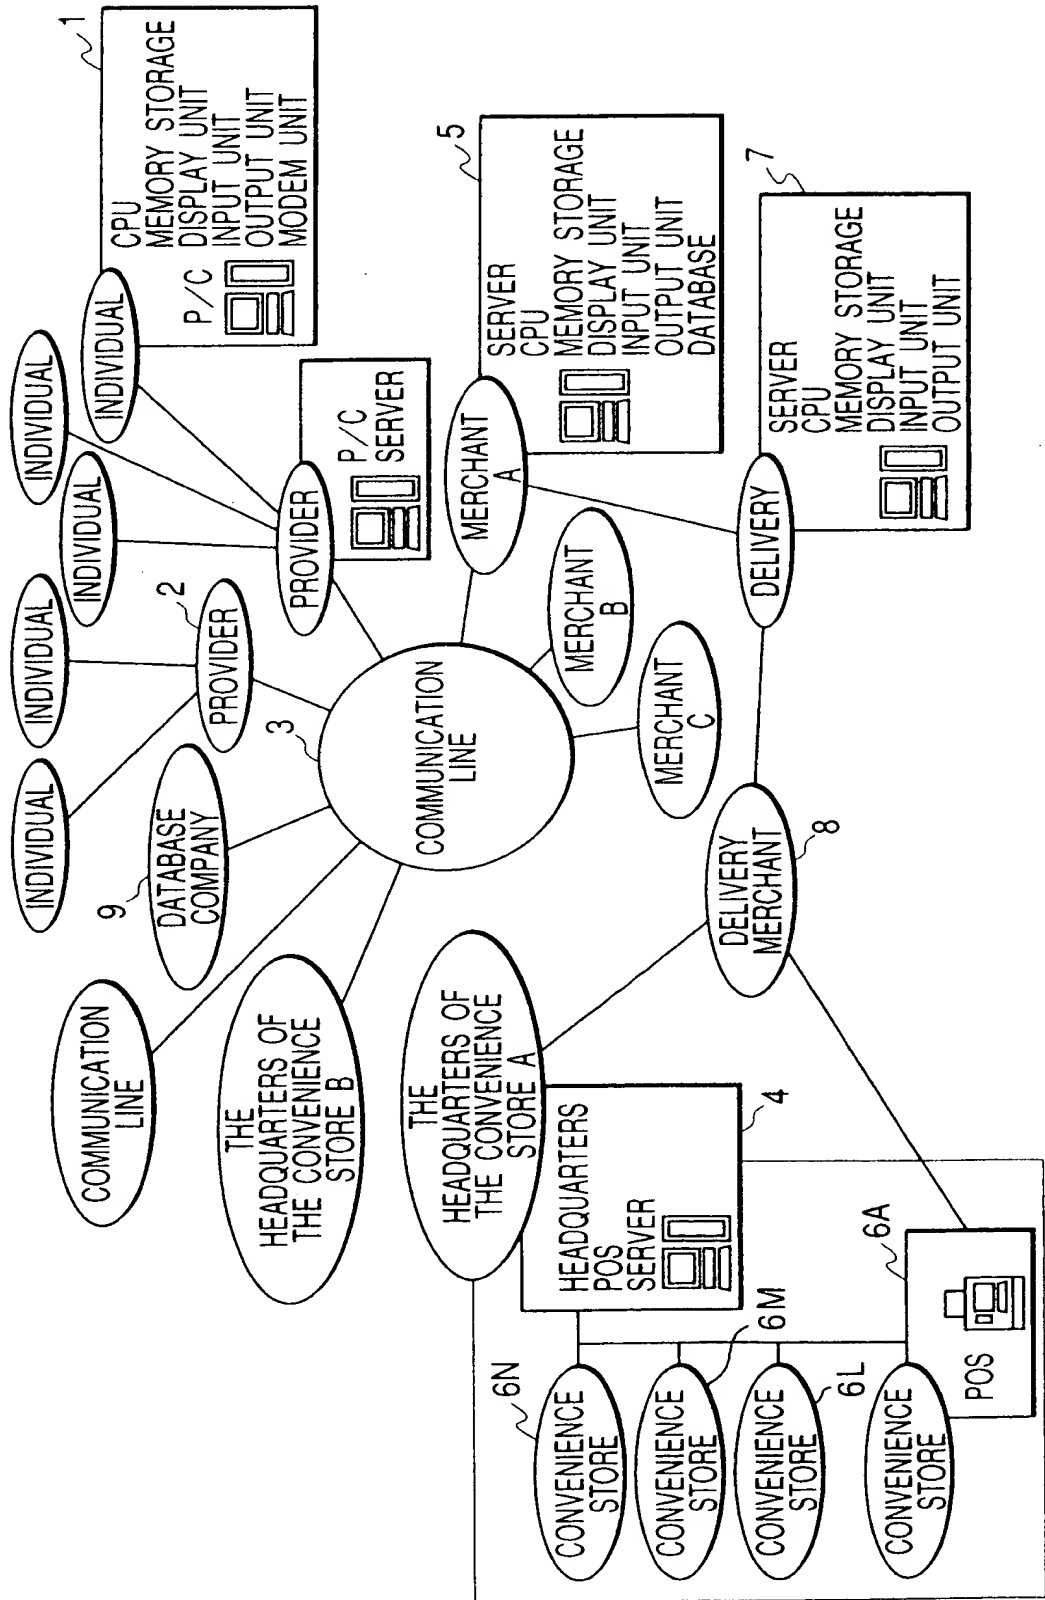 COMMUNICATION
LINE
9
DATABASE
COMPANY
INDIVIDUAL
INDIVIDUAL
INDIVIDUAL
INDIVIDUAL
INDIVIDUAL
2
PROVIDER
PROVIDER
P/C
SERVER
1
P/C
CPU
MEMORY STORAGE
DISPLAY UNIT
INPUT UNIT
OUTPUT UNIT
MODEM UNIT
THE
HEADQUARTERS OF
THE CONVENIENCE
STORE B
3
COMMUNICATION
LINE
MERCHANT
A
5
SERVER
CPU
MEMORY STORAGE
DISPLAY UNIT
INPUT UNIT
OUTPUT UNIT
DATABASE
MERCHANT
B
MERCHANT
C
THE
HEADQUARTERS OF
THE CONVENIENCE
STORE A
HEADQUARTERS
POS
SERVER
4
DELIVERY
MERCHANT
8
DELIVERY
7
SERVER
CPU
MEMORY STORAGE
DISPLAY UNIT
INPUT UNIT
OUTPUT UNIT
CONVENIENCE
STORE
6N
CONVENIENCE
STORE
6M
CONVENIENCE
STORE
6L
CONVENIENCE
STORE
6A
POS